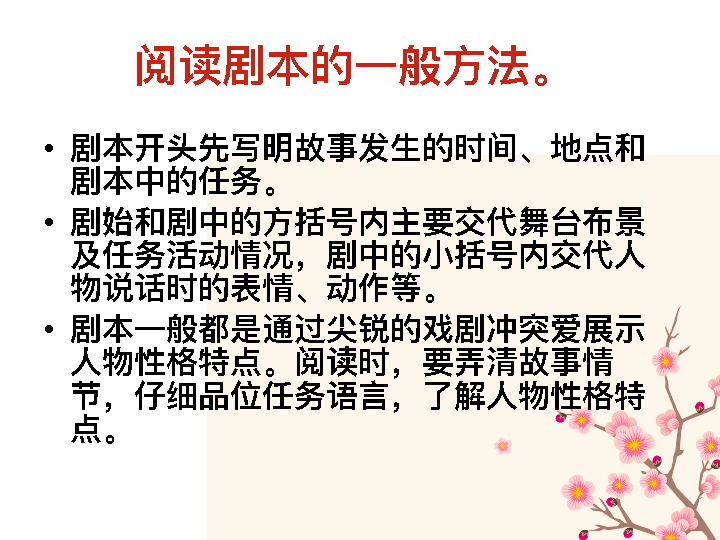 阅读剧本的一般方法。
• 剧本开头先写明故事发生的时间、地点和
剧本中的任务。
• 剧始和剧中的方括号内主要交代舞台布景
及任务活动情况，剧中的小括号内交代人
物说话时的表情、动作等。
• 剧本一般都是通过尖锐的戏剧冲突爱展示
人物性格特点。阅读时，要弄清故事情
节，仔细品位任务语言，了解人物性格特
点。